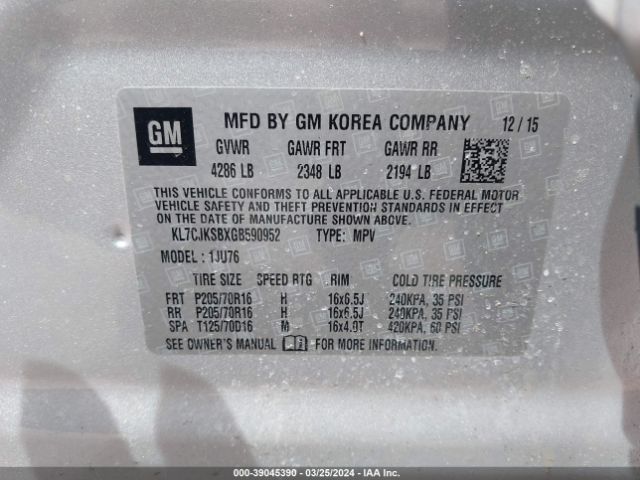 GM
MFD BY GM KOREA COMPANY 12 / 15
GVWR GAWR FRT GAWR RR
4286 LB 2348 LB 2194 LB
THIS VEHICLE CONFORMS TO ALL APPLICABLE U.S. FEDERAL MOTOR
VEHICLE SAFETY AND THEFT PREVENTION STANDARDS IN EFFECT
ON THE DATE OF MANUFACTURE SHOWN ABOVE.
KL7CJKSBXGB590952 TYPE: MPV
MODEL : 1JU76
TIRE SIZE SPEED RTG RIM COLD TIRE PRESSURE
FRT P205/70R16 H 16x6.5J 240KPA, 35 PSI
RR P205/70R16 H 16x6.5J 240KPA, 35 PSI
SPA T125/70D16 M 16x4.0T 420KPA, 60 PSI
SEE OWNER'S MANUAL FOR MORE INFORMATION.
000-39045390 - 03/25/2024 - IAA Inc.